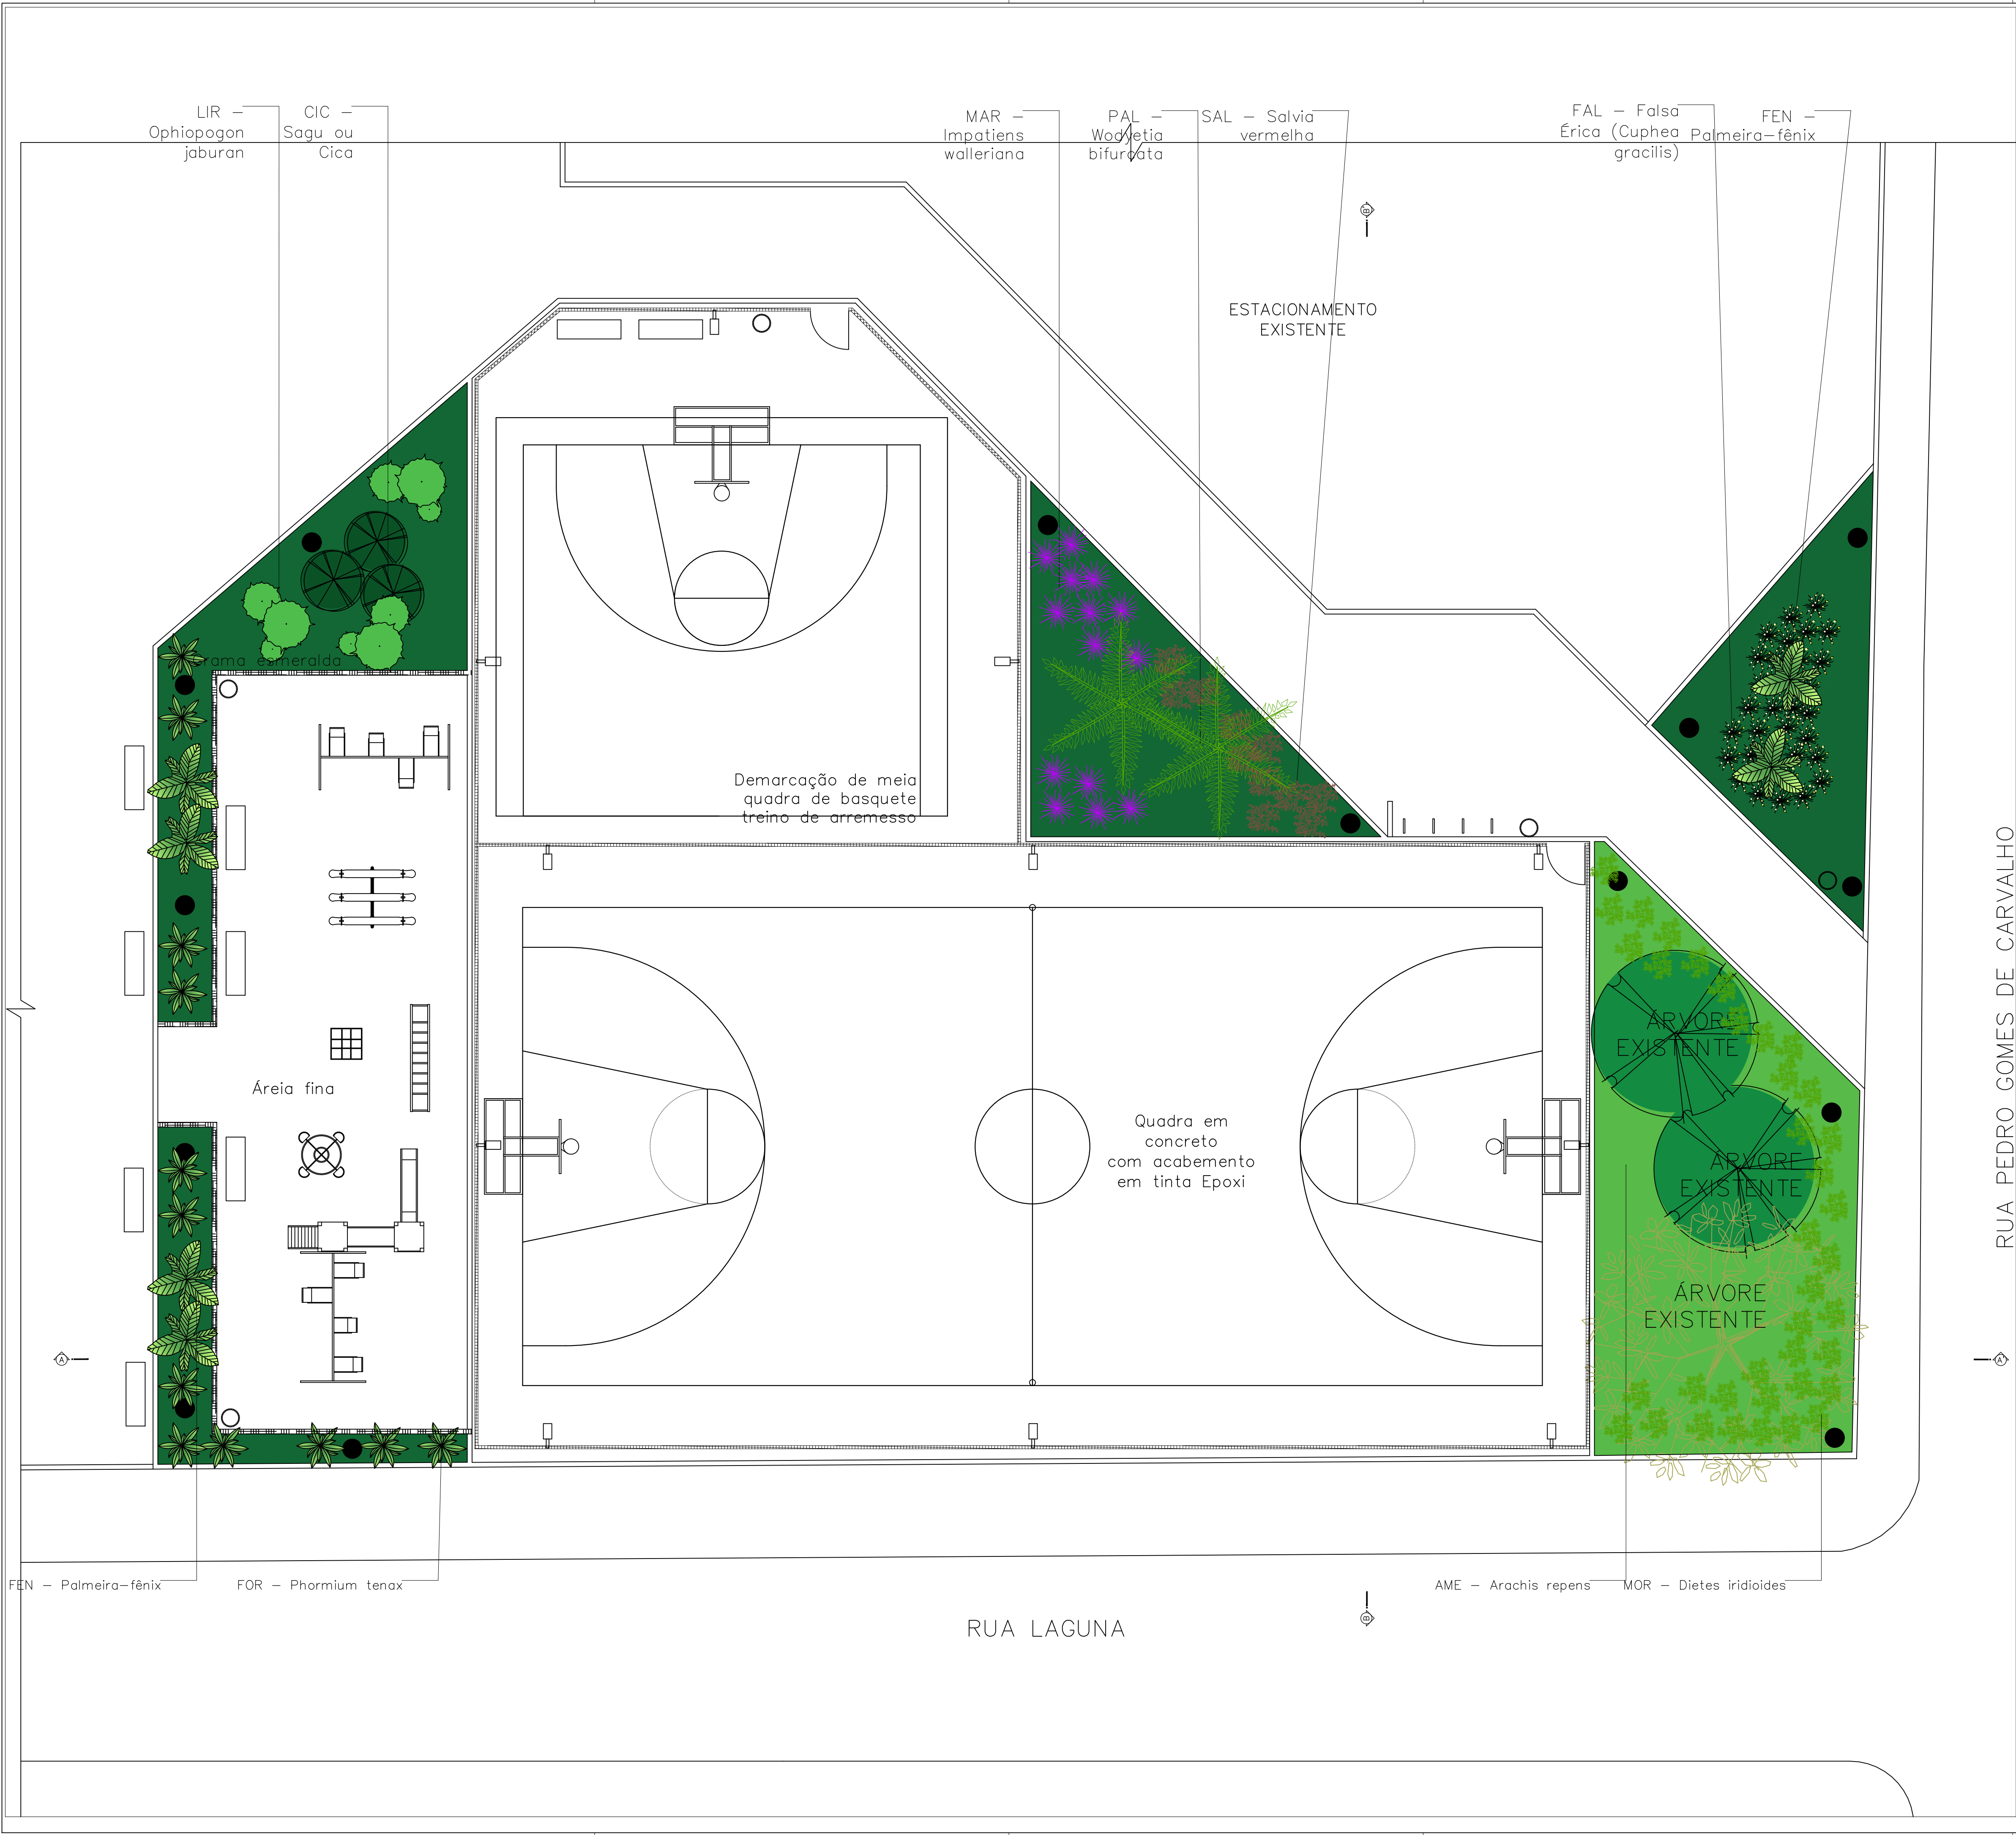 LIR –
Ophiopogon
jaburan
CIC –
Sagu ou
Cica
MAR –
Impatiens
walleriana
PAL –
Wodyetia
bifurcata
SAL – Salvia
vermelha
FAL – Falsa
Érica (Cuphea
gracilis)
FEN –
Palmeira–fênix
B'
ESTACIONAMENTO
EXISTENTE
Grama esmeralda
Demarcação de meia
quadra de basquete
treino de arremesso
RUA PEDRO GOMES DE CARVALHO
ÁRVORE
EXISTENTE
Áreia fina
Quadra em
concreto
com acabemento
em tinta Epoxi
ÁRVORE
EXISTENTE
ÁRVORE
EXISTENTE
A
A'
FEN – Palmeira–fênix
FOR – Phormium tenax
AME – Arachis repens
MOR – Dietes iridioides
B
RUA LAGUNA